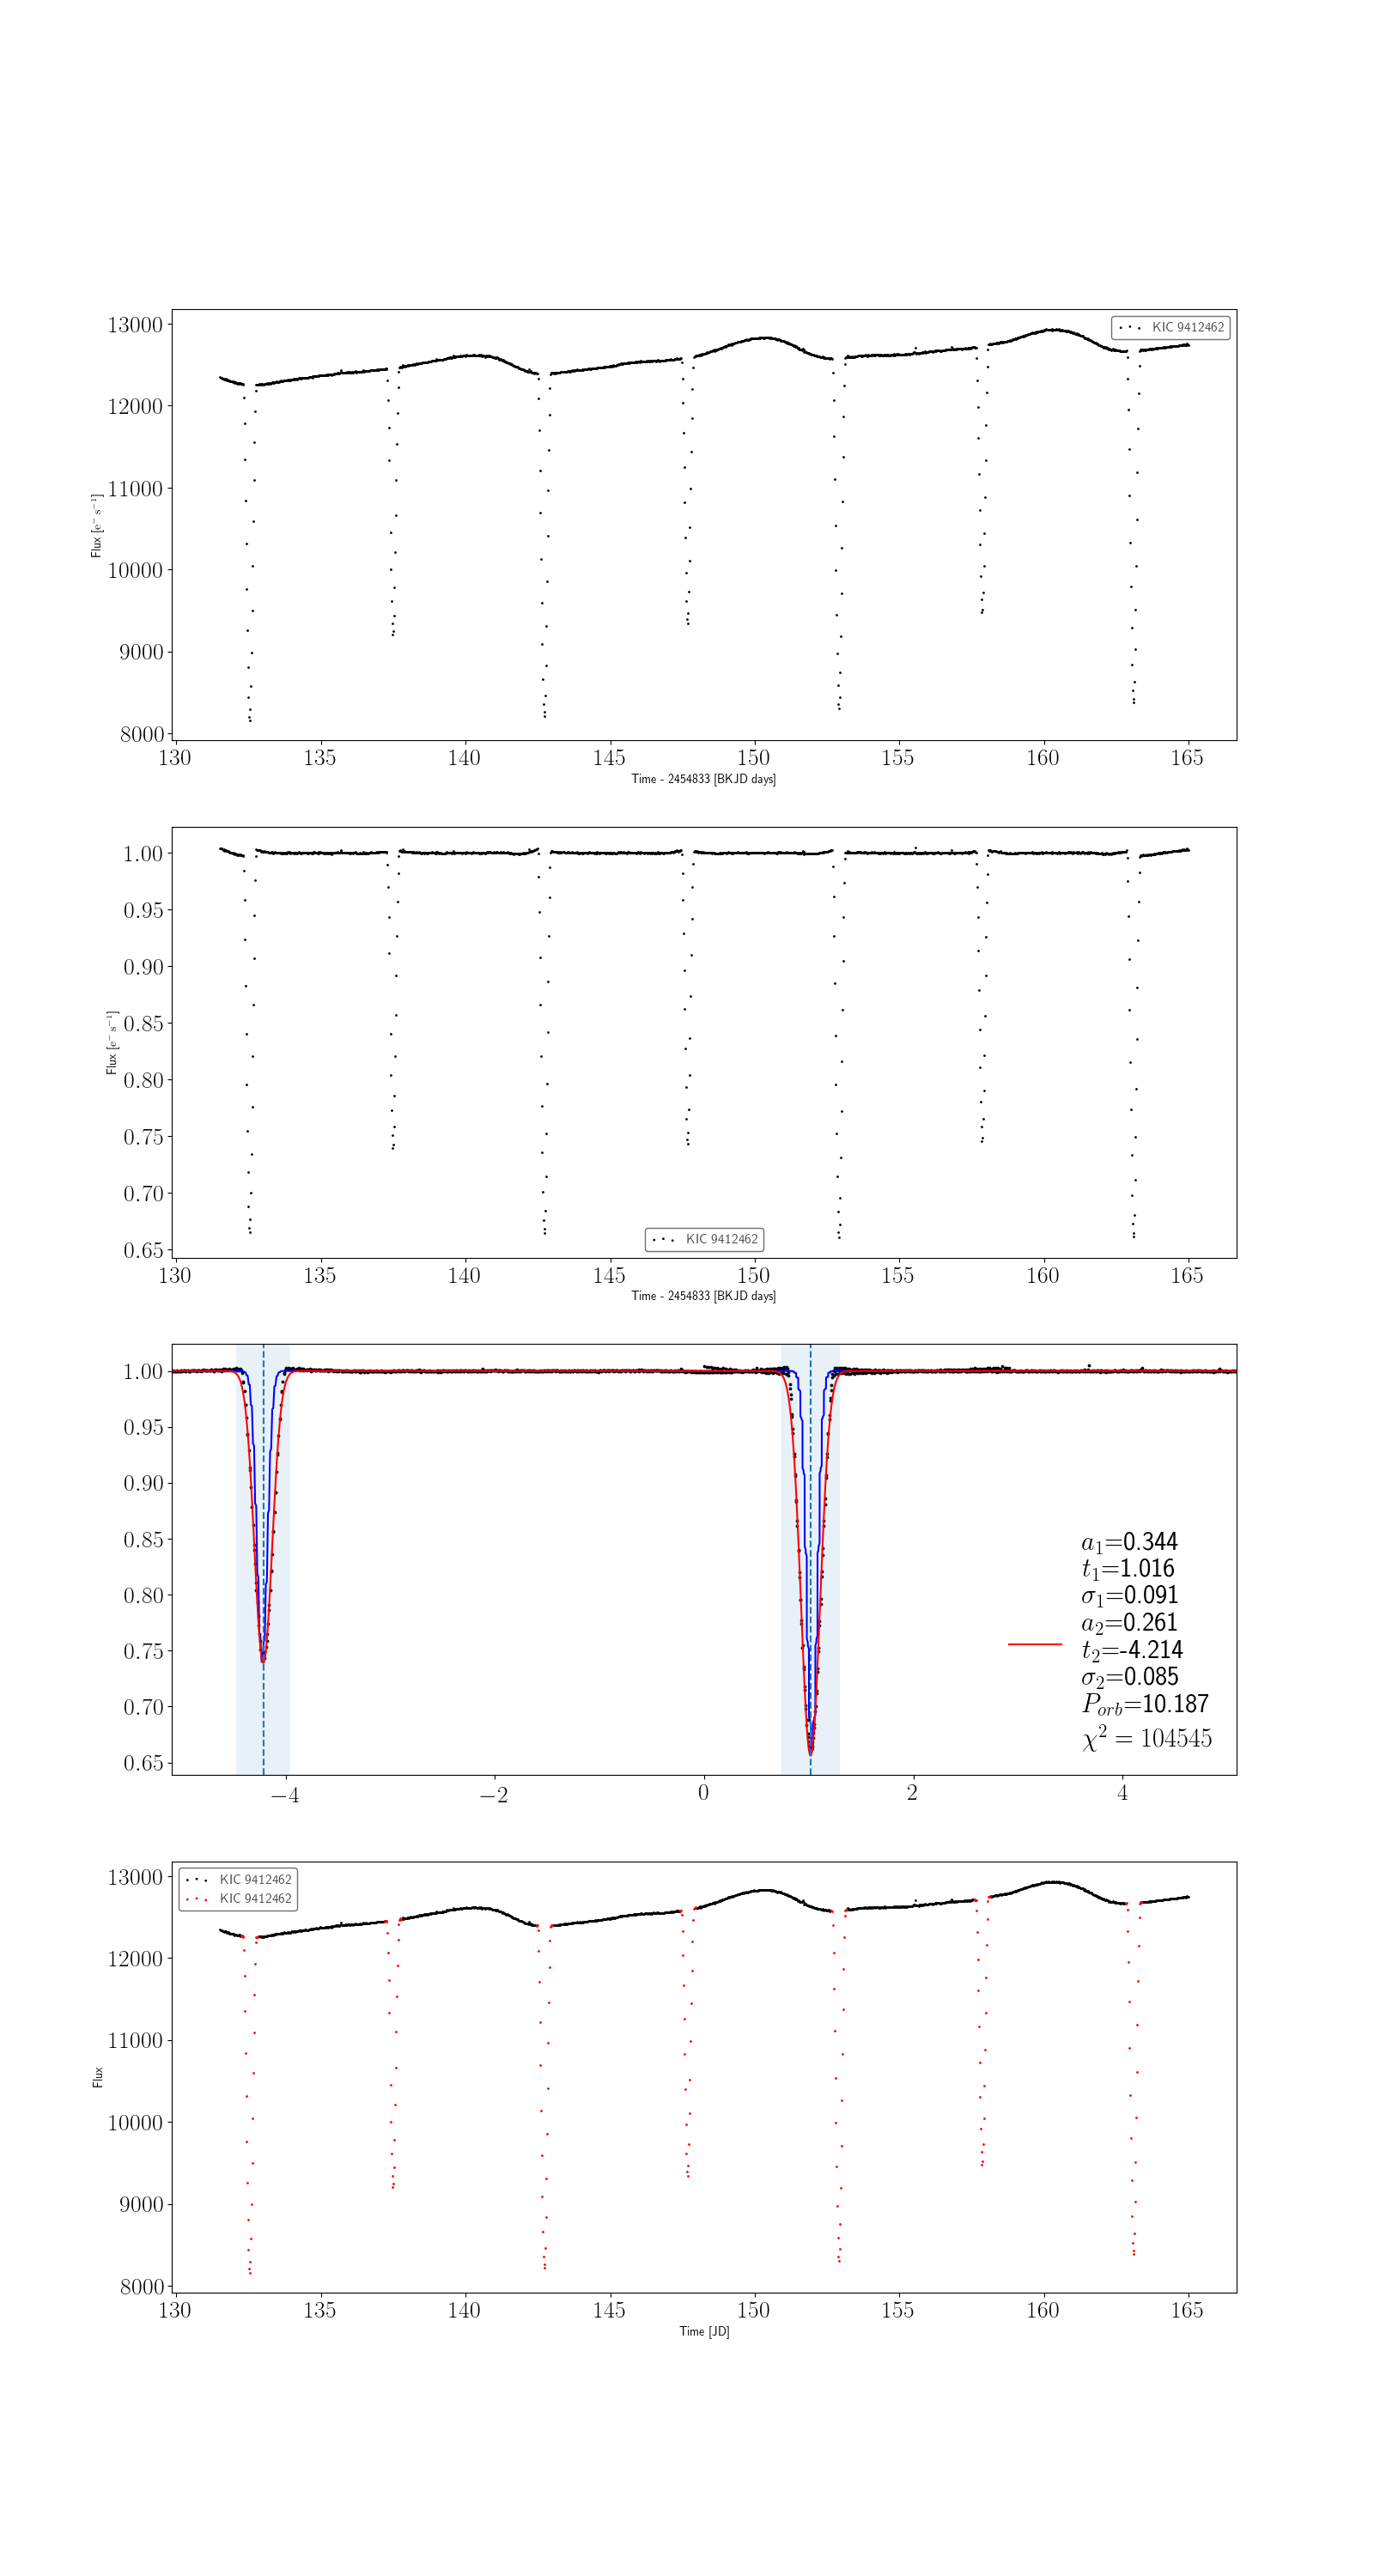 KIC 9412462
13000
12000
11000
10000
9000
8000
Flux [e⁻ s⁻¹]
130 135 140 145 150 155 160 165
Time - 2454833 [BKJD days]
1.00
0.95
0.90
0.85
0.80
0.75
0.70
0.65
Flux [e⁻ s⁻¹]
KIC 9412462
130 135 140 145 150 155 160 165
Time - 2454833 [BKJD days]
1.00
0.95
0.90
0.85
0.80
0.75
0.70
0.65
a₁=0.344
t₁=1.016
σ₁=0.091
a₂=0.261
t₂=-4.214
σ₂=0.085
P_orb=10.187
χ² = 104545
−4 −2 0 2 4
KIC 9412462
KIC 9412462
13000
12000
11000
10000
9000
8000
Flux
130 135 140 145 150 155 160 165
Time [JD]